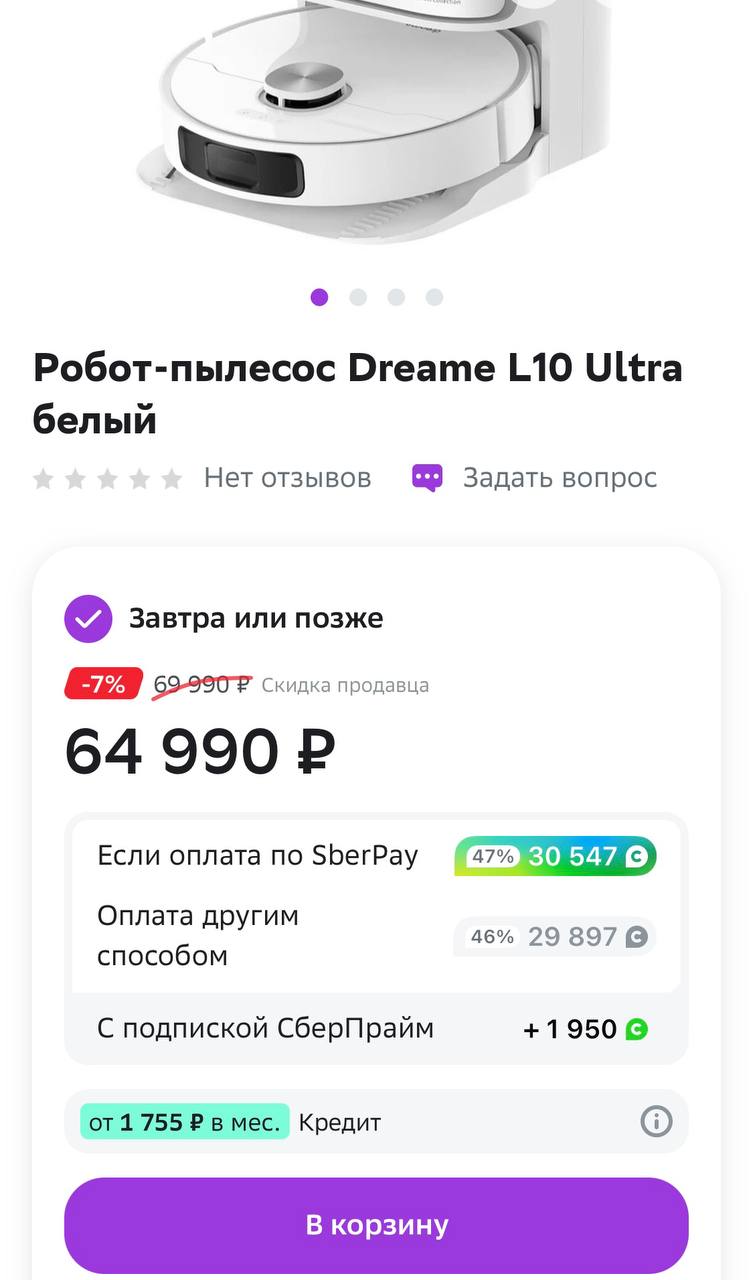 Робот-пылесос Dreame L10 Ultra
белый
Нет отзывов Задать вопрос
Завтра или позже
-7% 69 990 ₽ Скидка продавца
64 990 ₽
Если оплата по SberPay 47% 30 547
Оплата другим
способом
46% 29 897
С подпиской СберПрайм + 1 950
от 1 755 ₽ в мес. Кредит
В корзину